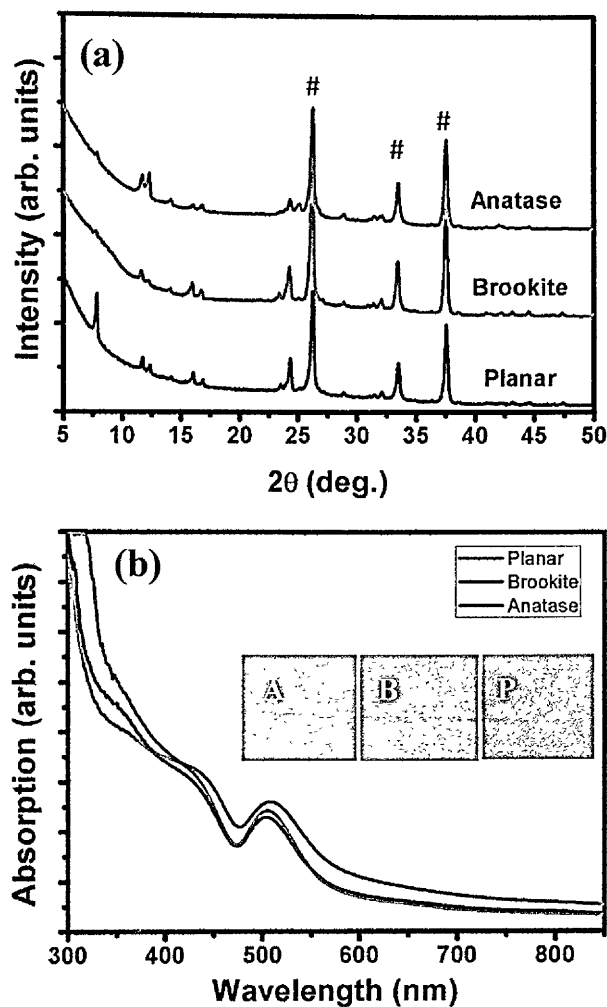 (a)
Intensity (arb. units)
#
#
#
Anatase
Brookite
Planar
5 10 15 20 25 30 35 40 45 50
2θ (deg.)
(b)
Absorption (arb. units)
Planar
Brookite
Anatase
A B P
300 400 500 600 700 800
Wavelength (nm)